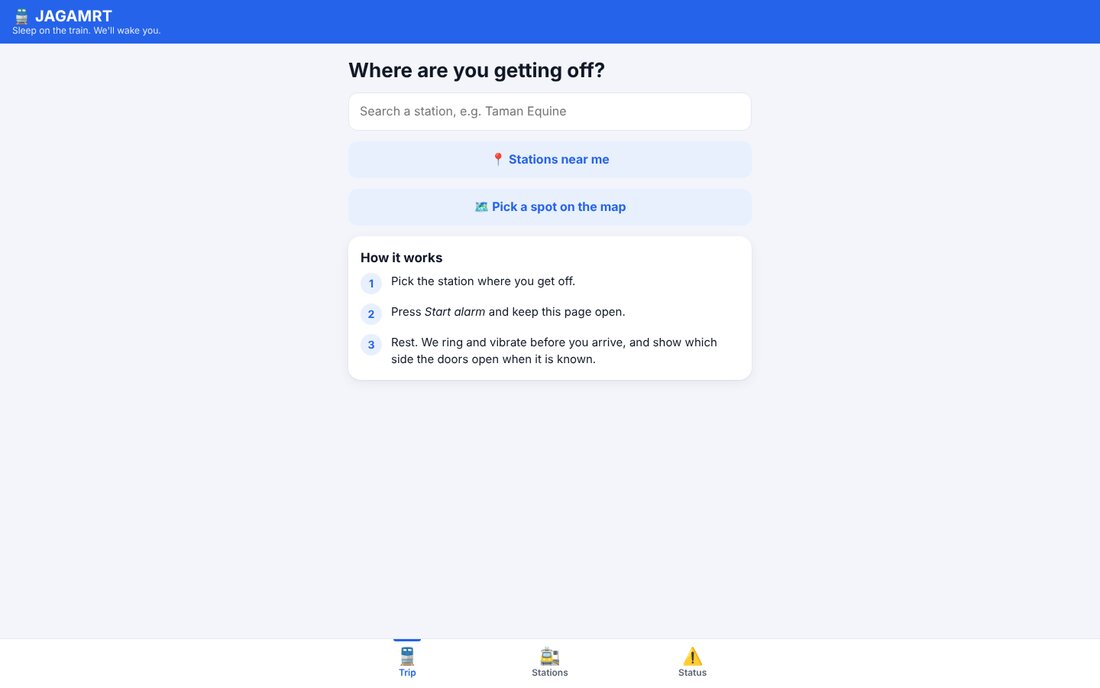 JAGAMRT
Sleep on the train. We'll wake you.
Where are you getting off?
Search a station, e.g. Taman Equine
Stations near me
Pick a spot on the map
How it works
1 Pick the station where you get off.
2 Press Start alarm and keep this page open.
3 Rest. We ring and vibrate before you arrive, and show which
side the doors open when it is known.
Trip
Stations
Status